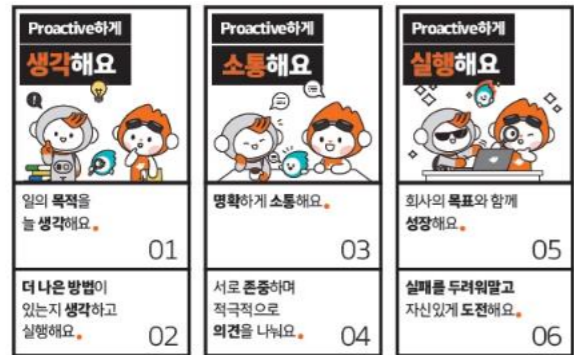 Proactive하게
생각해요
일의 목적을
늘 생각해요.
01
더 나은 방법이
있는지 생각하고
실행해요.
02
Proactive하게
소통해요
명확하게 소통해요.
03
서로 존중하며
적극적으로
의견을 나눠요.
04
Proactive하게
실행해요
회사의 목표와 함께
성장해요.
05
실패를 두려워말고
자신있게 도전해요.
06